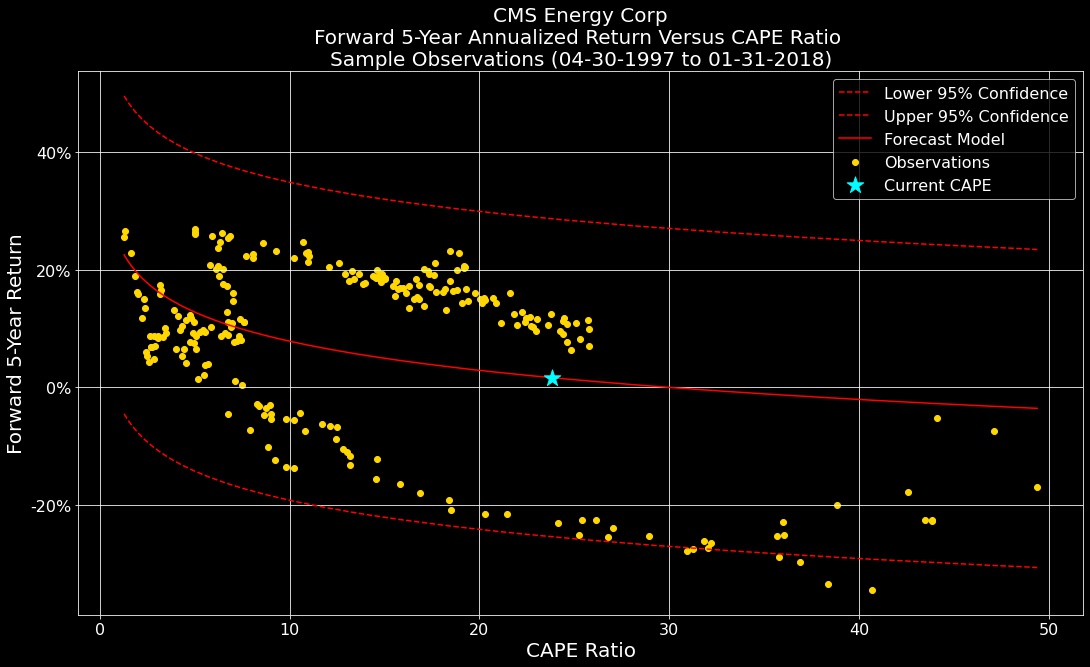 CMS Energy Corp
Forward 5-Year Annualized Return Versus CAPE Ratio
Sample Observations (04-30-1997 to 01-31-2018)
Lower 95% Confidence
Upper 95% Confidence
Forecast Model
Observations
Current CAPE
Forward 5-Year Return
40%
20%
0%
-20%
0 10 20 30 40 50
CAPE Ratio